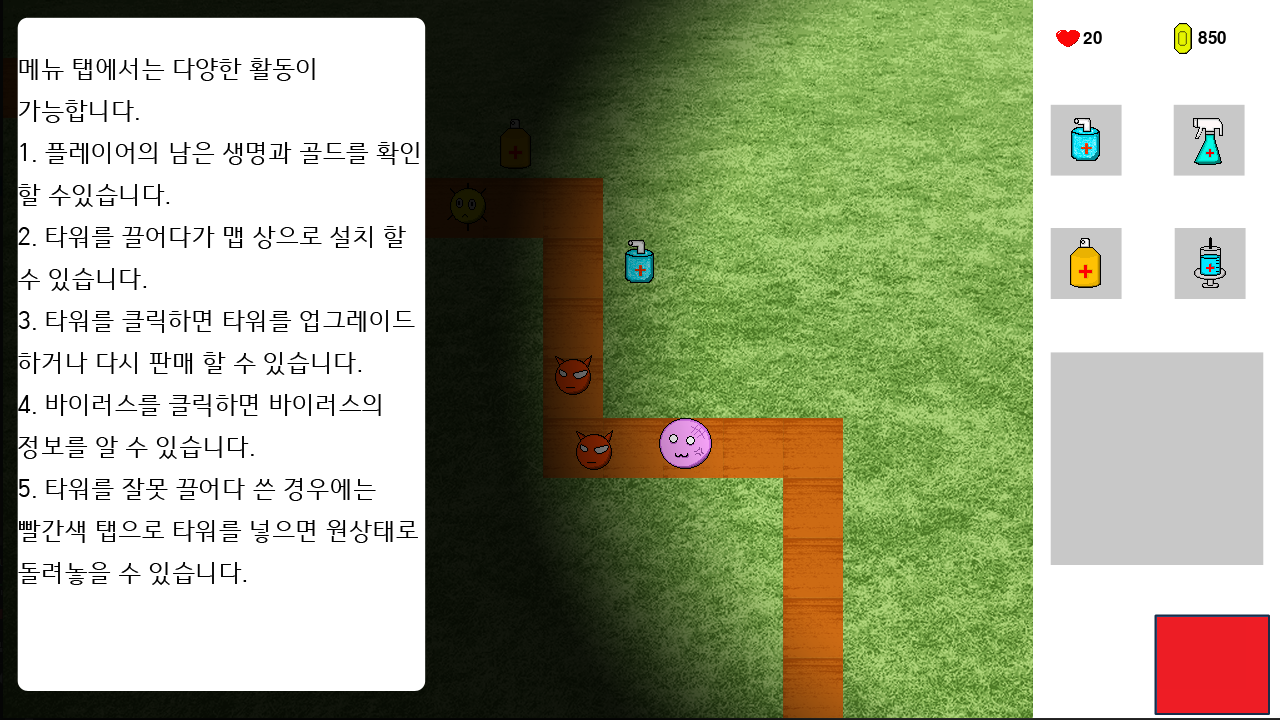 메뉴 탭에서는 다양한 활동이
가능합니다.
1. 플레이어의 남은 생명과 골드를 확인
할 수있습니다.
2. 타워를 끌어다가 맵 상으로 설치 할
수 있습니다.
3. 타워를 클릭하면 타워를 업그레이드
하거나 다시 판매 할 수 있습니다.
4. 바이러스를 클릭하면 바이러스의
정보를 알 수 있습니다.
5. 타워를 잘못 끌어다 쓴 경우에는
빨간색 탭으로 타워를 넣으면 원상태로
돌려놓을 수 있습니다.
20
850